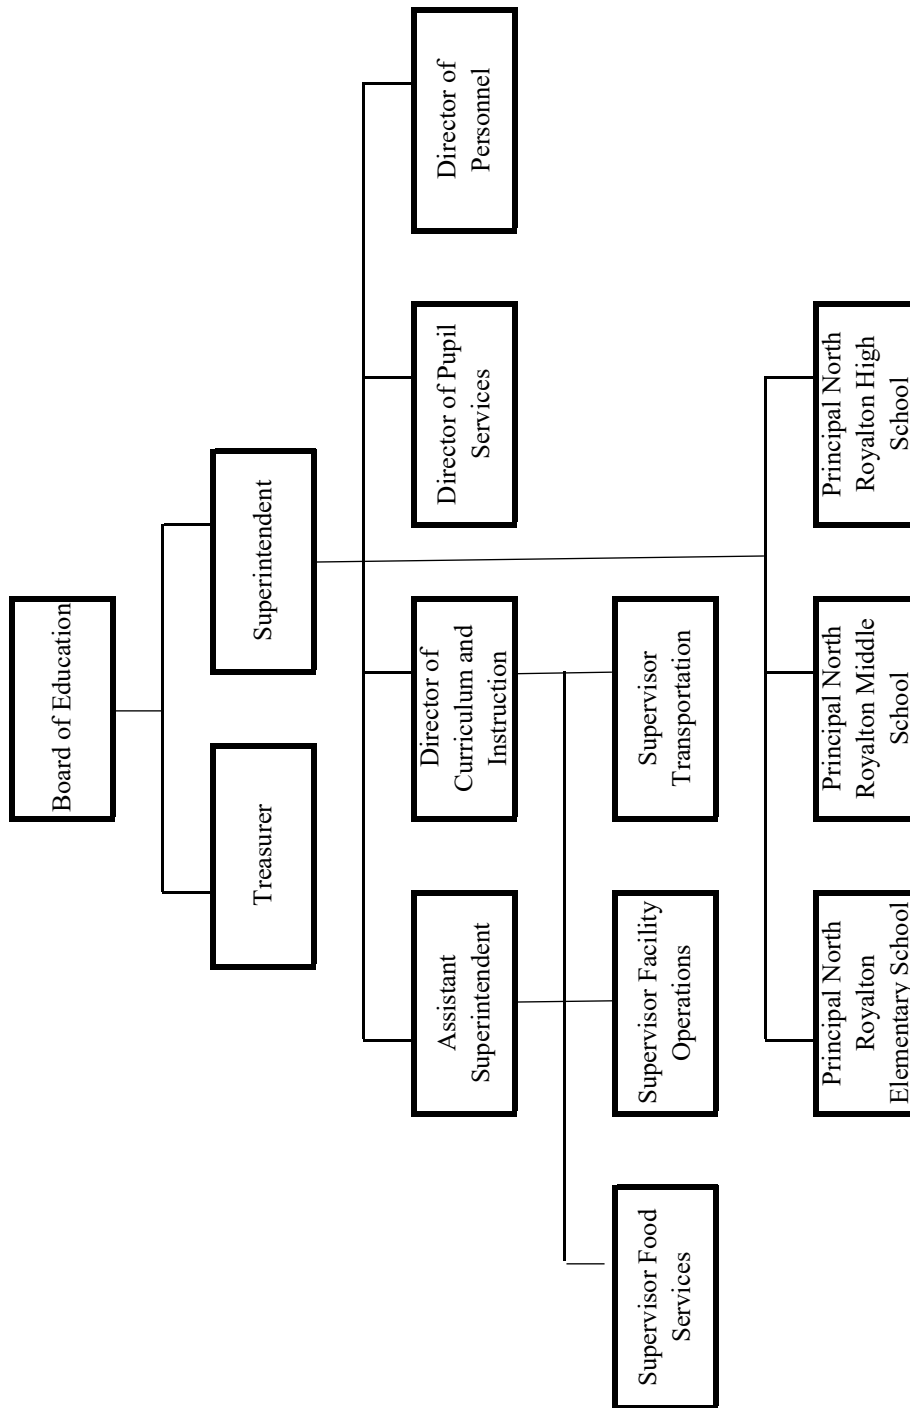 Board of Education
Treasurer
Superintendent
Assistant
Superintendent
Director of
Curriculum and
Instruction
Director of Pupil
Services
Director of
Personnel
Supervisor Food
Services
Supervisor Facility
Operations
Supervisor
Transportation
Principal North
Royalton
Elementary School
Principal North
Royalton Middle
School
Principal North
Royalton High
School